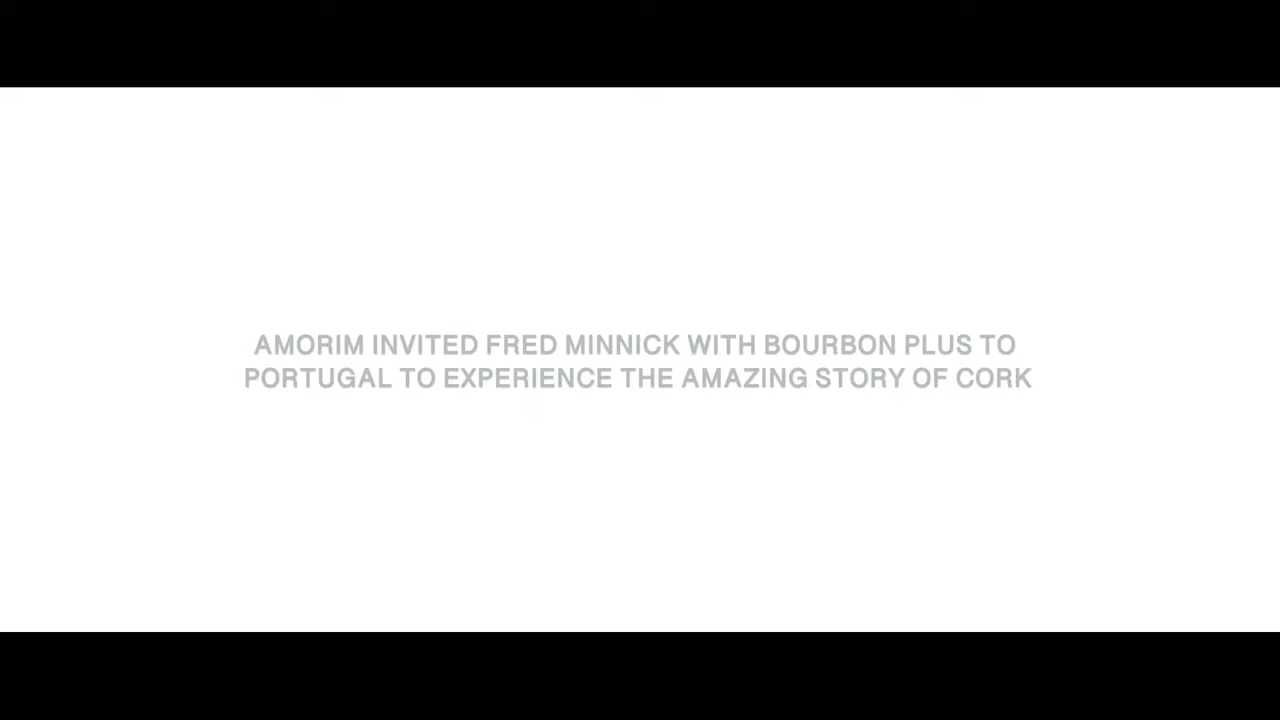 AMORIM INVITED FRED MINNICK WITH BOURBON PLUS TO
PORTUGAL TO EXPERIENCE THE AMAZING STORY OF CORK